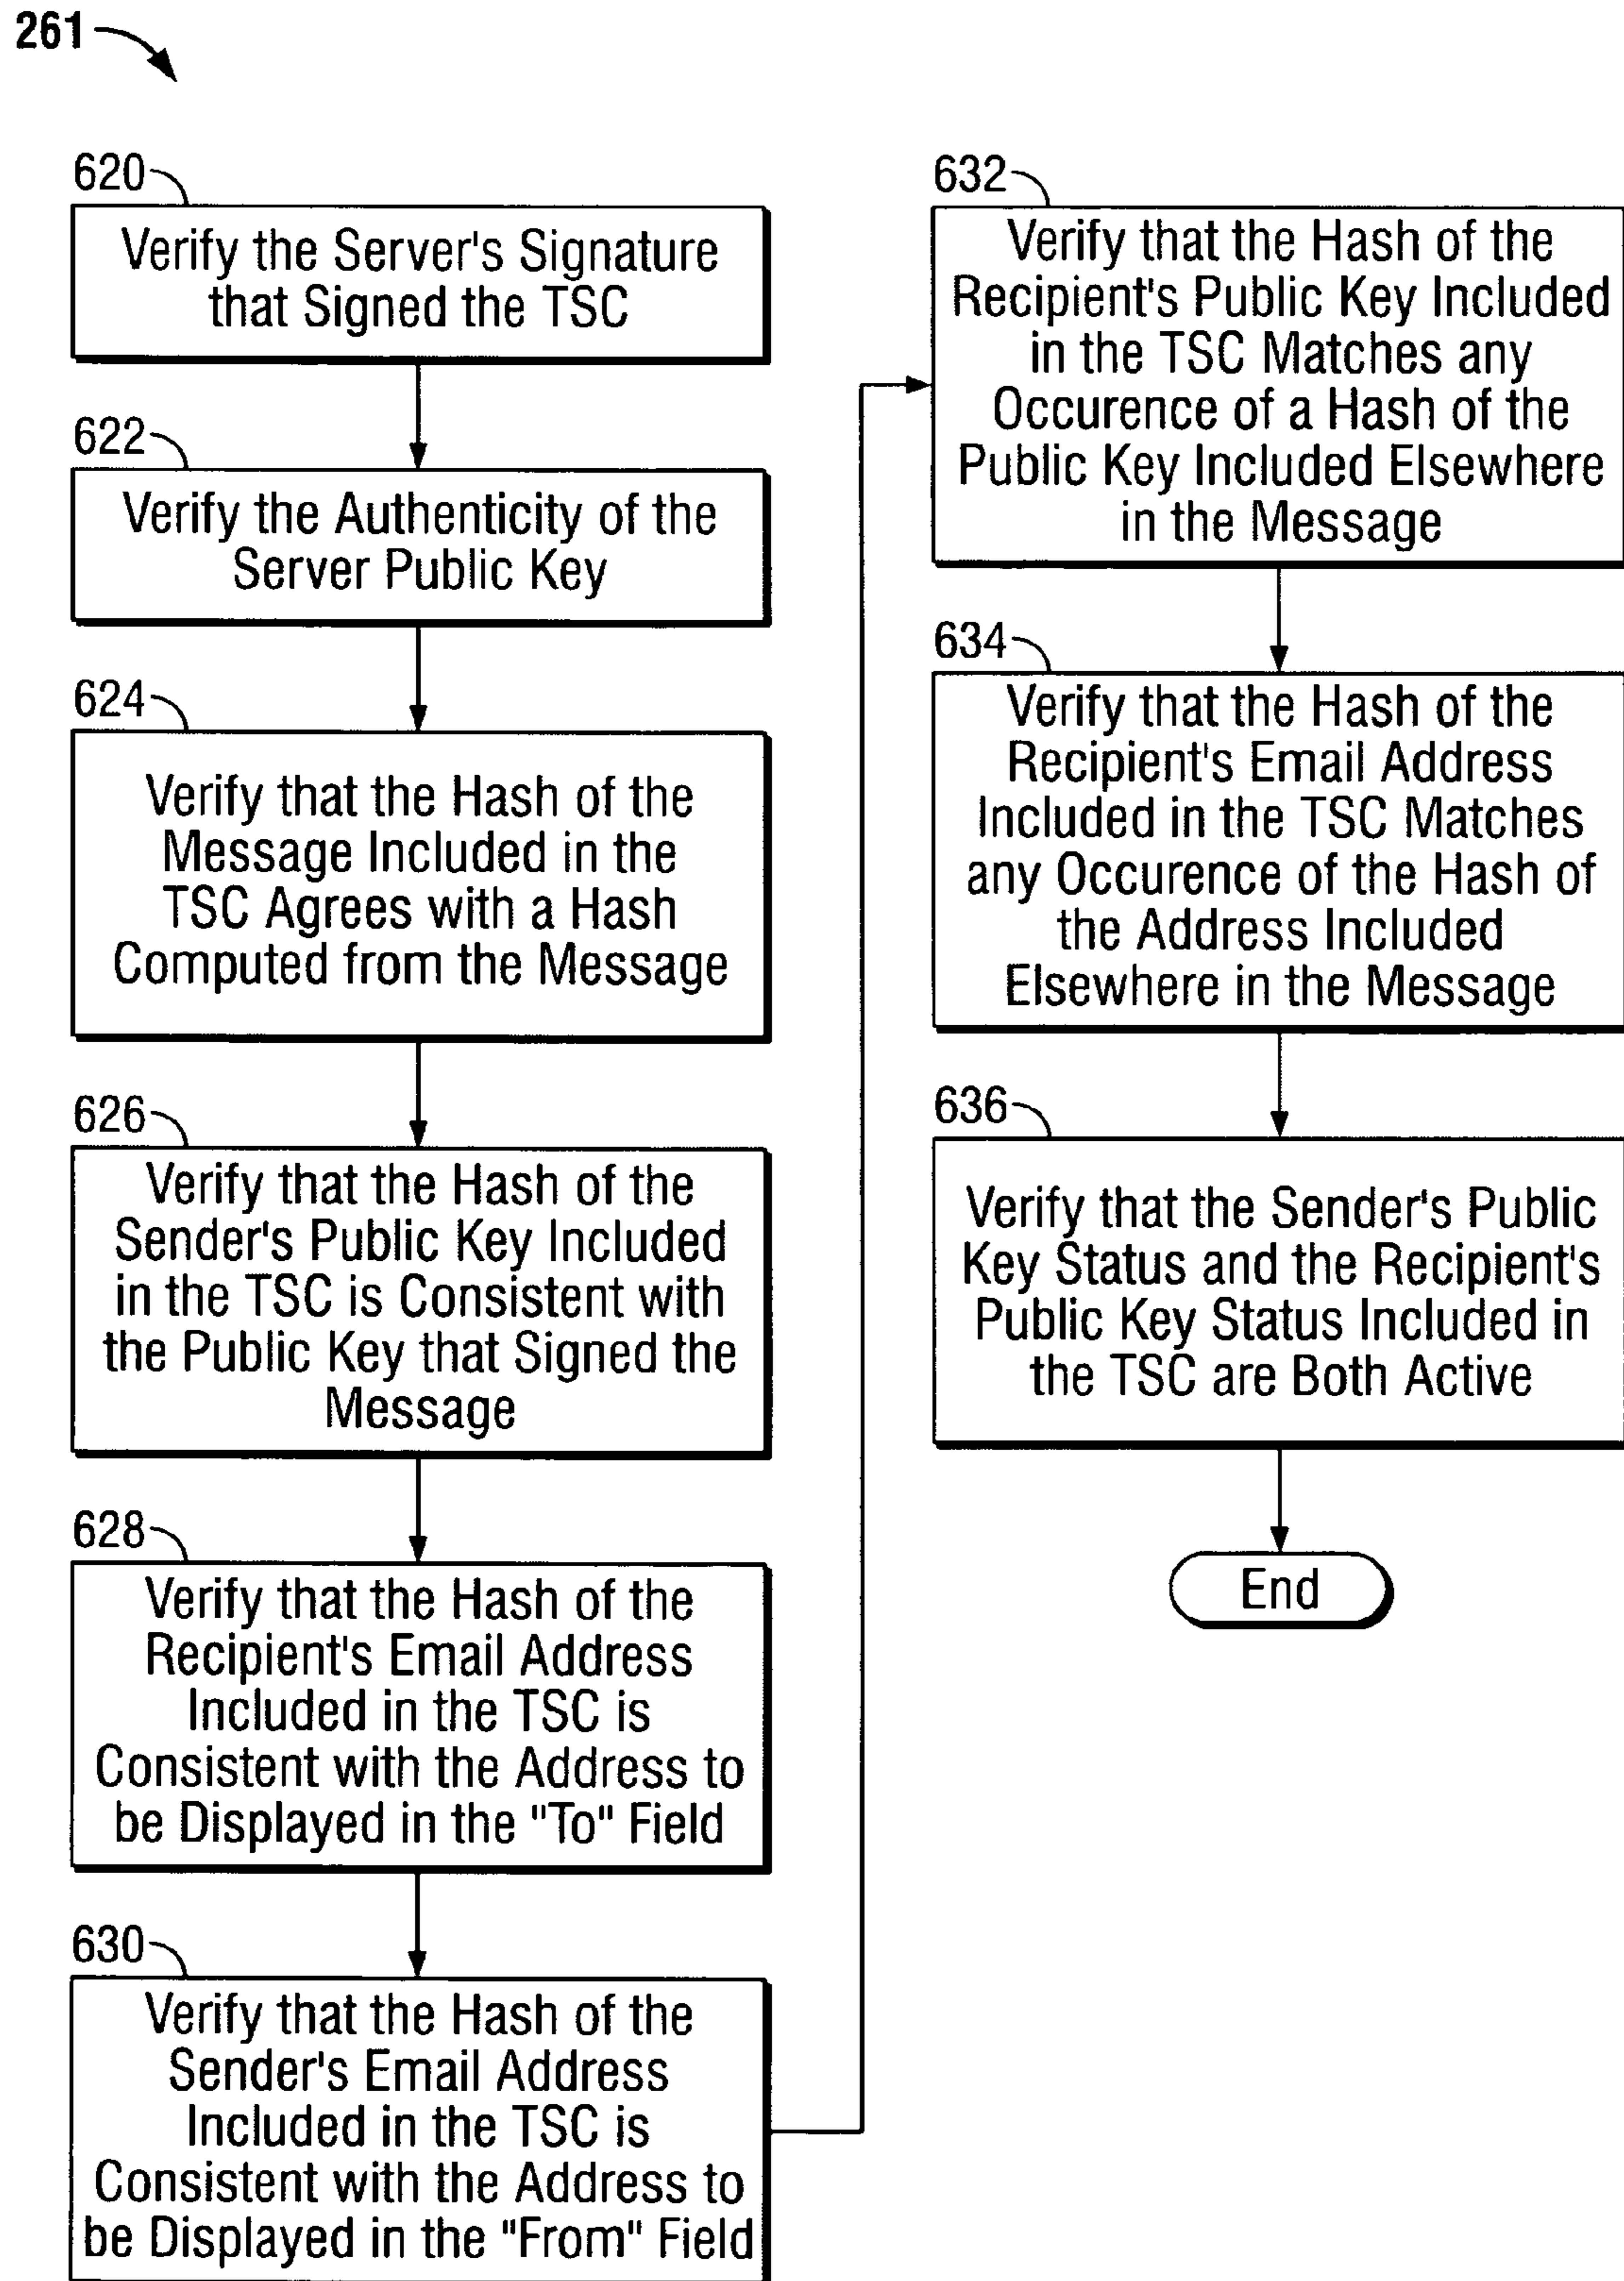 261
620
Verify the Server's Signature
that Signed the TSC
622
Verify the Authenticity of the
Server Public Key
624
Verify that the Hash of the
Message Included in the
TSC Agrees with a Hash
Computed from the Message
626
Verify that the Hash of the
Sender's Public Key Included
in the TSC is Consistent with
the Public Key that Signed the
Message
628
Verify that the Hash of the
Recipient's Email Address
Included in the TSC is
Consistent with the Address to
be Displayed in the "To" Field
630
Verify that the Hash of the
Sender's Email Address
Included in the TSC is
Consistent with the Address to
be Displayed in the "From" Field
632
Verify that the Hash of the
Recipient's Public Key Included
in the TSC Matches any
Occurence of a Hash of the
Public Key Included Elsewhere
in the Message
634
Verify that the Hash of the
Recipient's Email Address
Included in the TSC Matches
any Occurence of the Hash of
the Address Included
Elsewhere in the Message
636
Verify that the Sender's Public
Key Status and the Recipient's
Public Key Status Included in
the TSC are Both Active
End